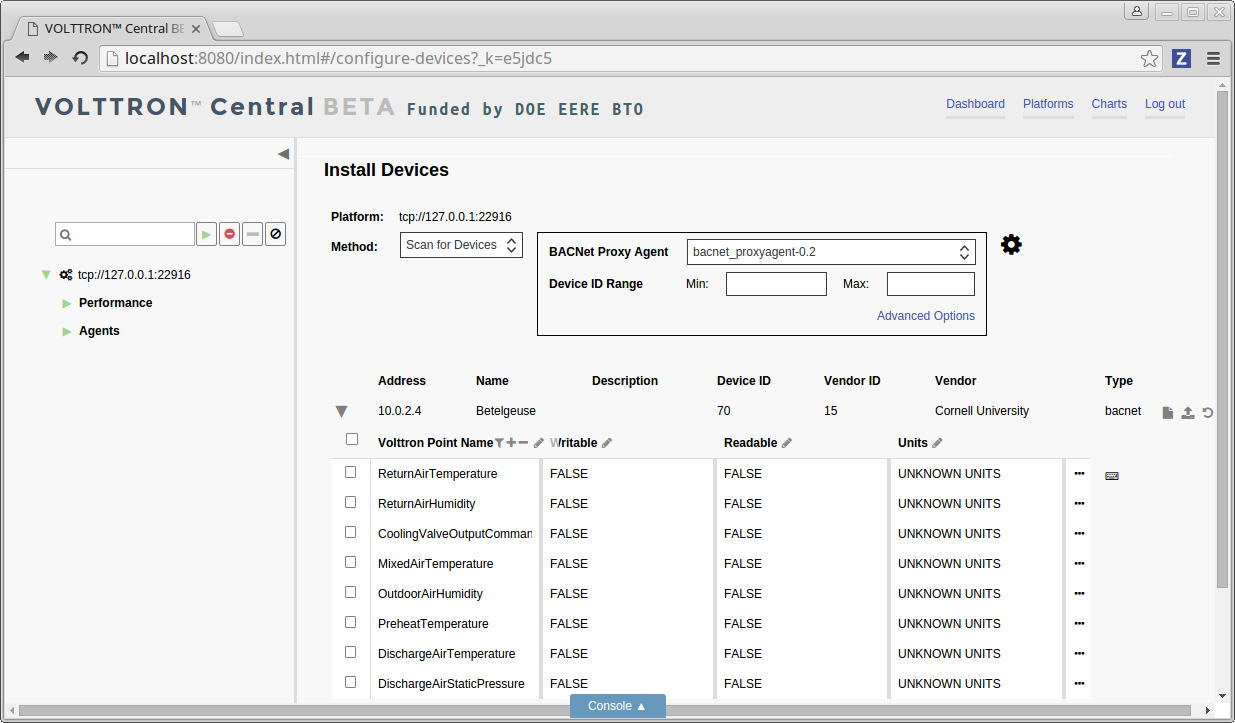 VOLTTRON™ Central BE
localhost:8080/index.html#/configure-devices?_k=e5jdc5
Z
VOLTTRON™ Central BETA Funded by DOE EERE BTO
Dashboard Platforms Charts Log out
Install Devices
Platform: tcp://127.0.0.1:22916
Method: Scan for Devices
BACNet Proxy Agent bacnet_proxyagent-0.2
Device ID Range Min: Max:
Advanced Options
tcp://127.0.0.1:22916
Performance
Agents
Address Name Description Device ID Vendor ID Vendor Type
10.0.2.4 Betelgeuse 70 15 Cornell University bacnet
Volttron Point Name Writable Readable Units
ReturnAirTemperature FALSE FALSE UNKNOWN UNITS
ReturnAirHumidity FALSE FALSE UNKNOWN UNITS
CoolingValveOutputComman FALSE FALSE UNKNOWN UNITS
MixedAirTemperature FALSE FALSE UNKNOWN UNITS
OutdoorAirHumidity FALSE FALSE UNKNOWN UNITS
PreheatTemperature FALSE FALSE UNKNOWN UNITS
DischargeAirTemperature FALSE FALSE UNKNOWN UNITS
DischargeAirStaticPressure FALSE FALSE UNKNOWN UNITS
Console ▲